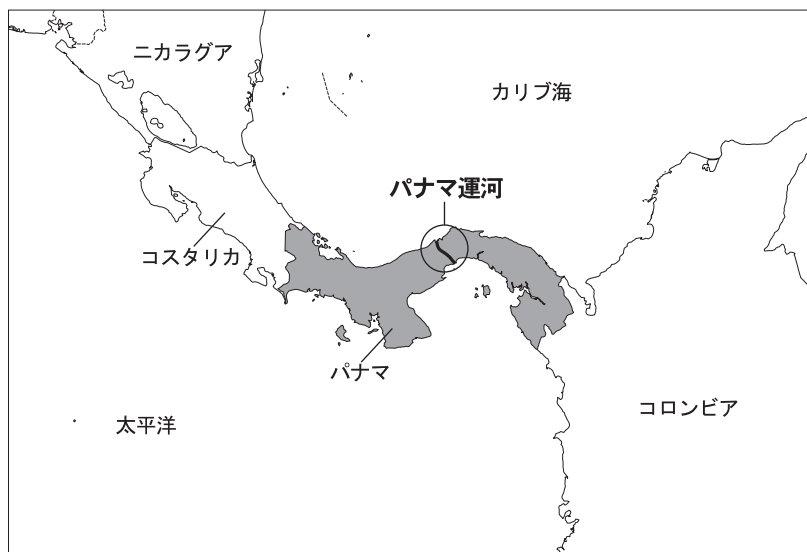 ニカラグア
カリブ海
パナマ運河
コスタリカ
パナマ
コロンビア
太平洋